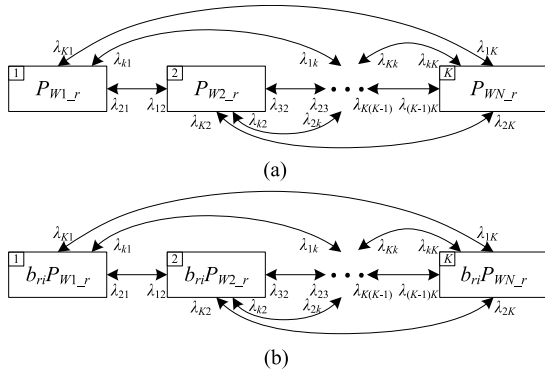 λK1 λk1 λ1k λKk λkK λ1K
1 2 K
PW1_r PW2_r PWN_r
λ21 λ12 λ32 λ23 λK(K-1) λ(K-1)K
λK2 λk2 λ2k λ2K
(a)
λK1 λk1 λ1k λKk λkK λ1K
1 2 K
briPW1_r briPW2_r briPWN_r
λ21 λ12 λ32 λ23 λK(K-1) λ(K-1)K
λK2 λk2 λ2k λ2K
(b)